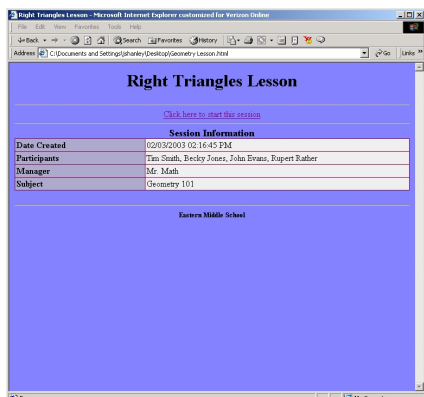 Right Triangles Lesson - Microsoft Internet Explorer customized for Verizon Online
File Edit View Favorites Tools Help
Back Search Favorites History
Address C:\Documents and Settings\jshanley\Desktop\Geometry Lesson.html Go Links »
Right Triangles Lesson
Click here to start this session
Session Information
Date Created 02/03/2003 02:16:45 PM
Participants Tim Smith, Becky Jones, John Evans, Rupert Rather
Manager Mr. Math
Subject Geometry 101
Eastern Middle School